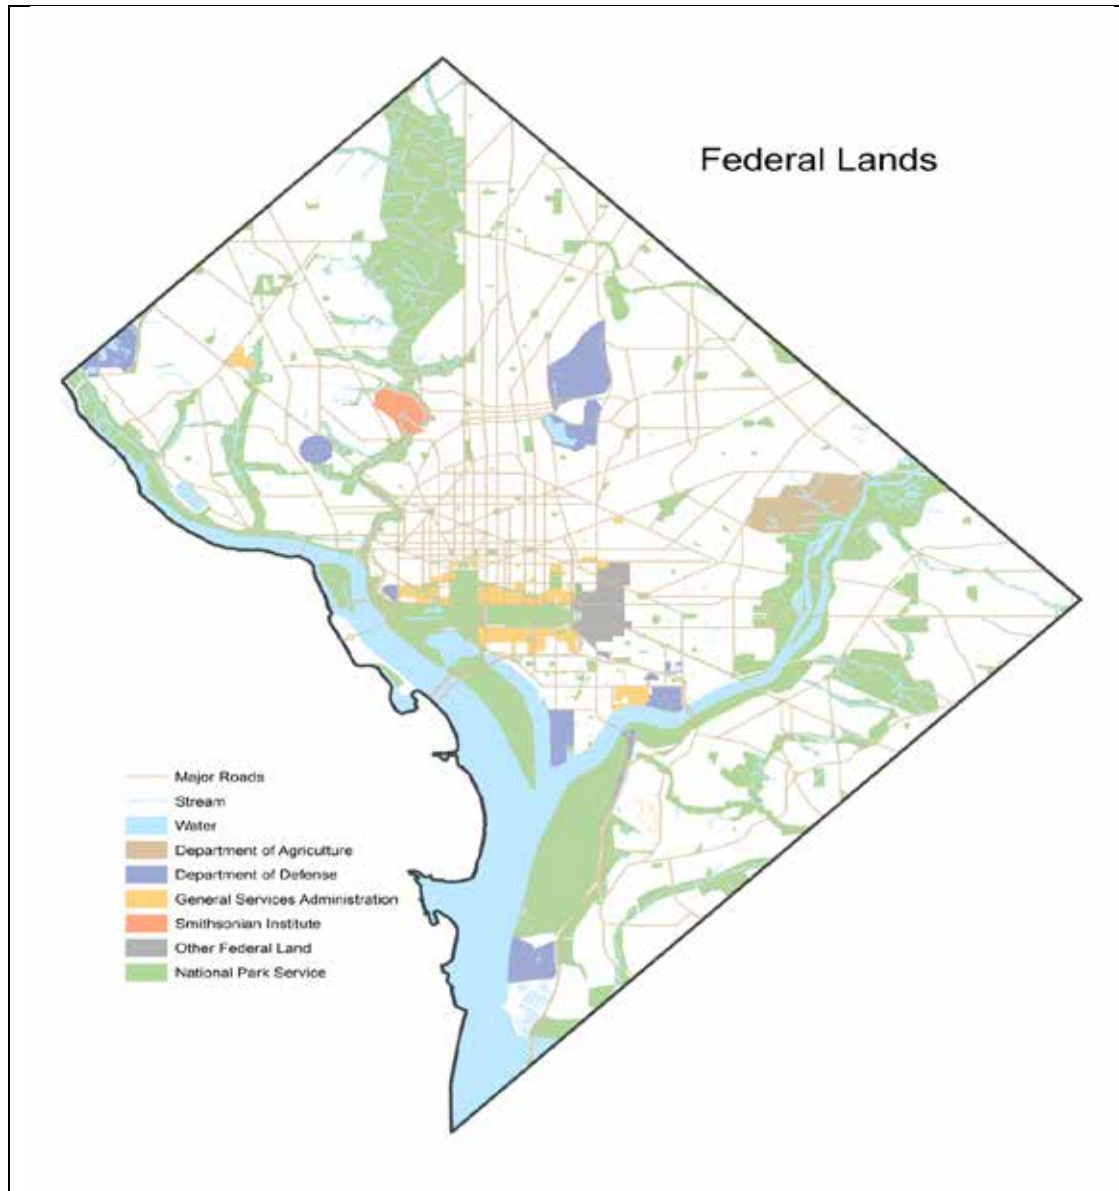 Federal Lands
Major Roads
Stream
Water
Department of Agriculture
Department of Defense
General Services Administration
Smithsonian Institute
Other Federal Land
National Park Service